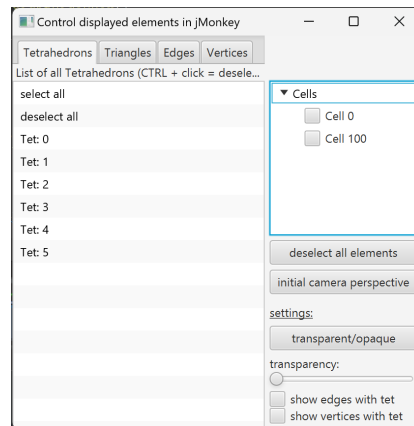 Control displayed elements in jMonkey
Tetrahedrons Triangles Edges Vertices
List of all Tetrahedrons (CTRL + click = desele...
select all
deselect all
Tet: 0
Tet: 1
Tet: 2
Tet: 3
Tet: 4
Tet: 5
Cells
Cell 0
Cell 100
deselect all elements
initial camera perspective
settings:
transparent/opaque
transparency:
show edges with tet
show vertices with tet